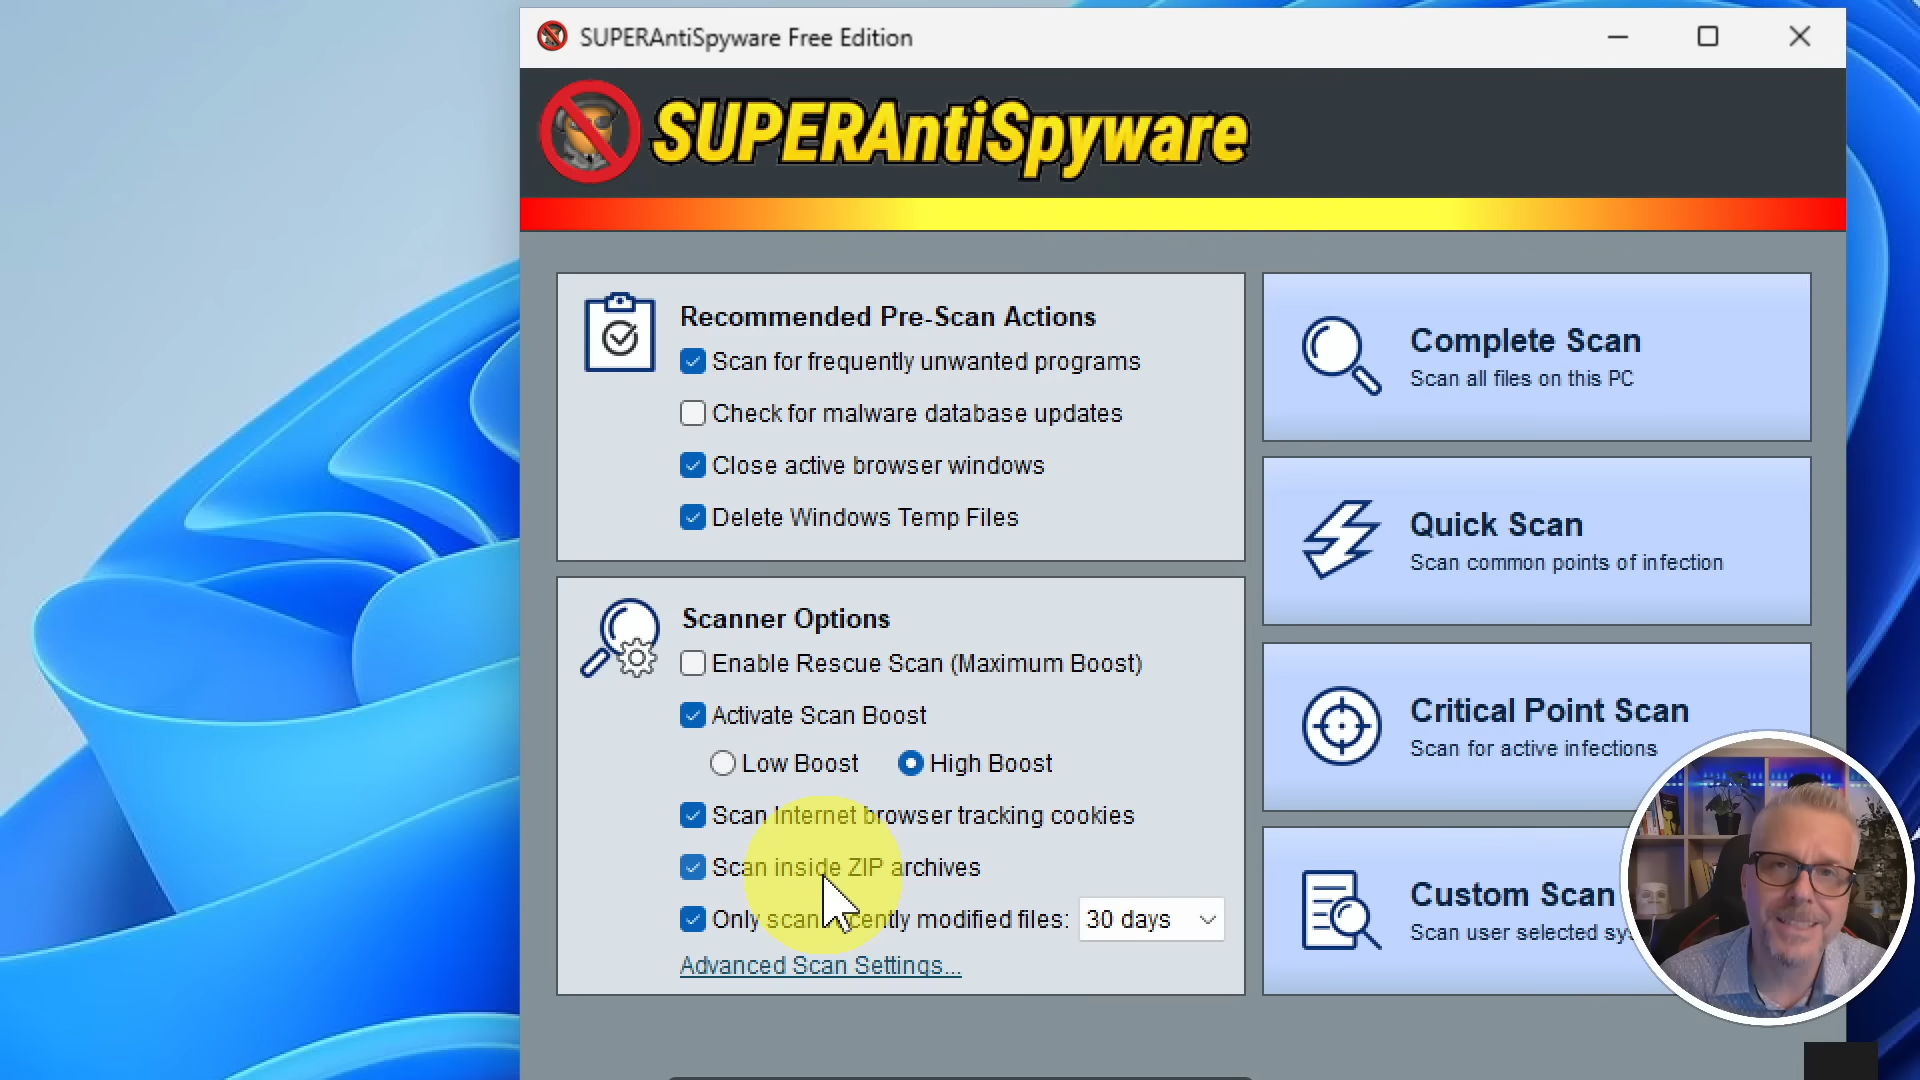 SUPERAntiSpyware Free Edition
SUPERAntiSpyware
Recommended Pre-Scan Actions
Scan for frequently unwanted programs
Check for malware database updates
Close active browser windows
Delete Windows Temp Files
Scanner Options
Enable Rescue Scan (Maximum Boost)
Activate Scan Boost
Low Boost High Boost
Scan Internet browser tracking cookies
Scan inside ZIP archives
Only scan recently modified files: 30 days
Advanced Scan Settings...
Complete Scan
Scan all files on this PC
Quick Scan
Scan common points of infection
Critical Point Scan
Scan for active infections
Custom Scan
Scan user selected